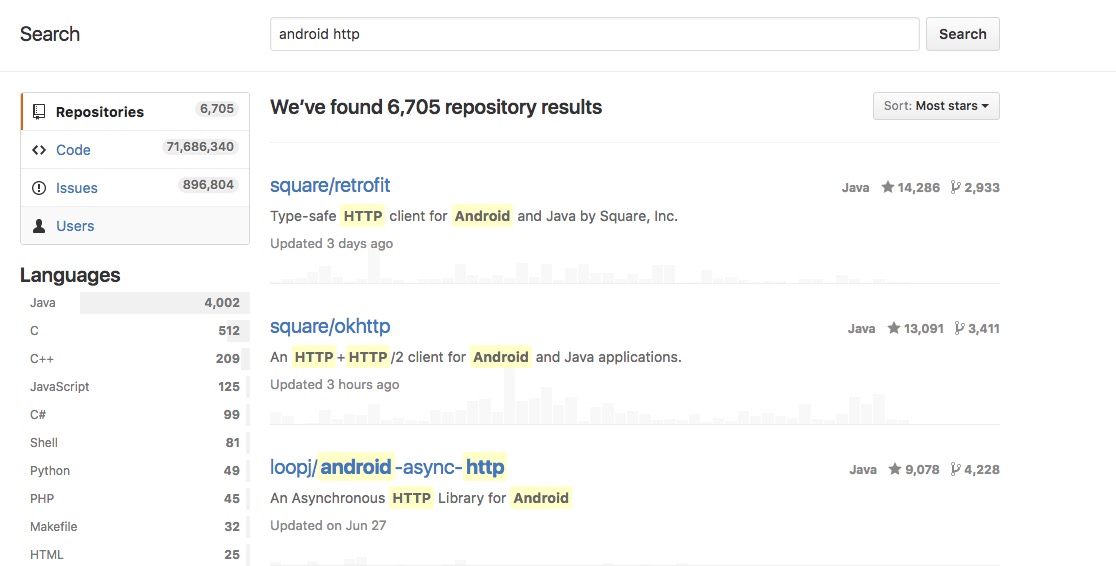 Search
android http
Search
Repositories 6,705
Code 71,686,340
Issues 896,804
Users
Languages
Java 4,002
C 512
C++ 209
JavaScript 125
C# 99
Shell 81
Python 49
PHP 45
Makefile 32
HTML 25
We've found 6,705 repository results
Sort: Most stars
square/retrofit
Java 14,286 2,933
Type-safe HTTP client for Android and Java by Square, Inc.
Updated 3 days ago
square/okhttp
Java 13,091 3,411
An HTTP+HTTP/2 client for Android and Java applications.
Updated 3 hours ago
loopj/android-async-http
Java 9,078 4,228
An Asynchronous HTTP Library for Android
Updated on Jun 27